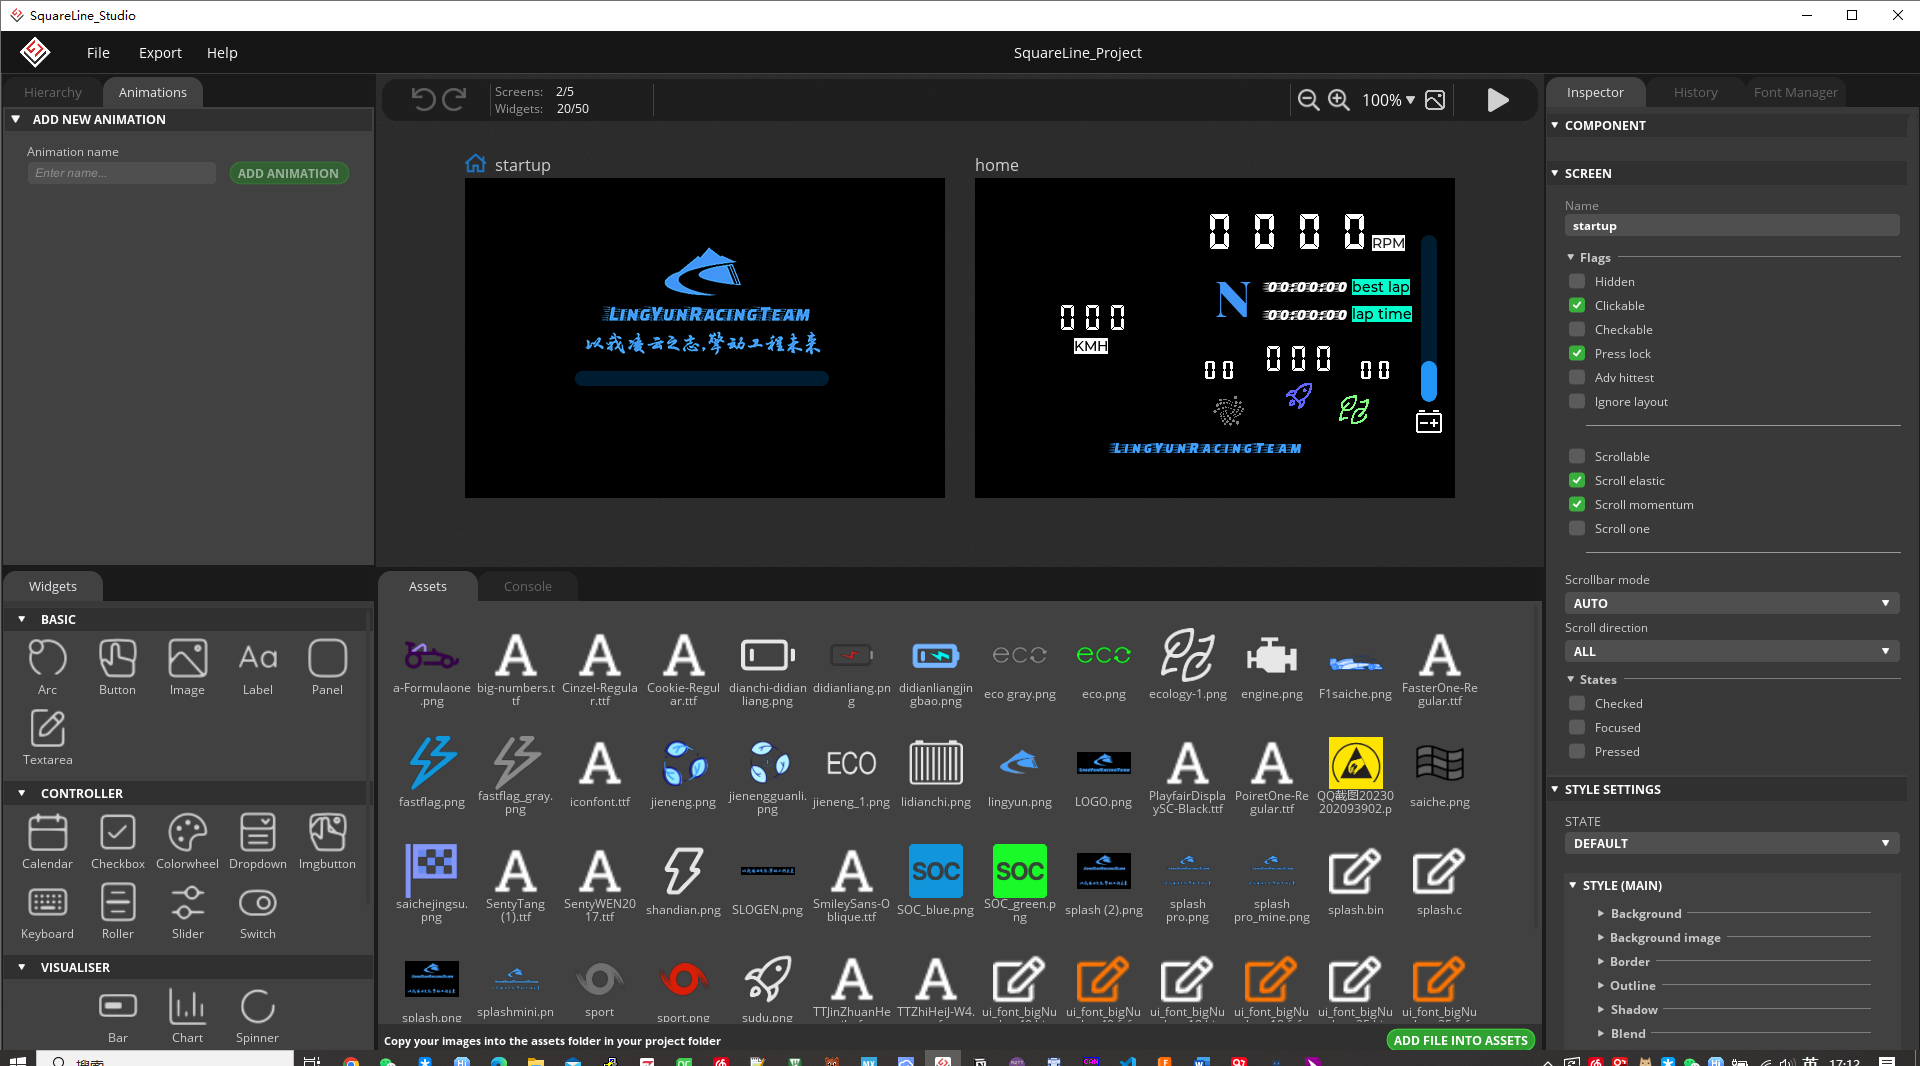 SquareLine_Studio
File Export Help
SquareLine_Project
Hierarchy
Animations
ADD NEW ANIMATION
Animation name
Enter name...
ADD ANIMATION
Screens: 2/5
Widgets: 20/50
100%
startup
LINGYUNRACINGTEAM
以我凌云之志,擎动工程未来
home
0 0 0 0 RPM
N 00:00:00 best lap
00:00:00 lap time
000
KMH
00 000 00
LINGYUNRACINGTEAM
Inspector
History
Font Manager
COMPONENT
SCREEN
Name
startup
Flags
Hidden
Clickable
Checkable
Press lock
Adv hittest
Ignore layout
Scrollable
Scroll elastic
Scroll momentum
Scroll one
Scrollbar mode
AUTO
Scroll direction
ALL
States
Checked
Focused
Pressed
STYLE SETTINGS
STATE
DEFAULT
STYLE (MAIN)
Background
Background image
Border
Outline
Shadow
Blend
Widgets
BASIC
Arc Button Image Label Panel
Textarea
CONTROLLER
Calendar Checkbox Colorwheel Dropdown Imgbutton
Keyboard Roller Slider Switch
VISUALISER
Bar Chart Spinner
Assets
Console
a-Formulaone.png
big-numbers.ttf
Cinzel-Regular.ttf
Cookie-Regular.ttf
dianchi-didianliang.png
didianliang.png
didianliangjingbao.png
eco gray.png
eco.png
ecology-1.png
engine.png
F1saiche.png
FasterOne-Regular.ttf
fastflag.png
fastflag_gray.png
iconfont.ttf
jieneng.png
jienengguanli.png
ECO
jieneng_1.png
lidianchi.png
lingyun.png
LOGO.png
PlayfairDisplaySC-Black.ttf
PoiretOne-Regular.ttf
QQ截图20230202093902.p
saiche.png
saichejingsu.png
SentyTang (1).ttf
SentyWEN2017.ttf
shandian.png
SLOGEN.png
SmileySans-Oblique.ttf
SOC
SOC_blue.png
SOC
SOC_green.png
splash (2).png
splash pro.png
splash pro_mine.png
splash.bin
splash.c
splash.png
splashmini.pn
sport
sport.png
sudu.png
TTJinZhuanHe
TTZhiHeiJ-W4.
ui_font_bigNu
ui_font_bigNu
ui_font_bigNu
ui_font_bigNu
ui_font_bigNu
ui_font_bigNu
Copy your images into the assets folder in your project folder
ADD FILE INTO ASSETS
搜索
英 17:12